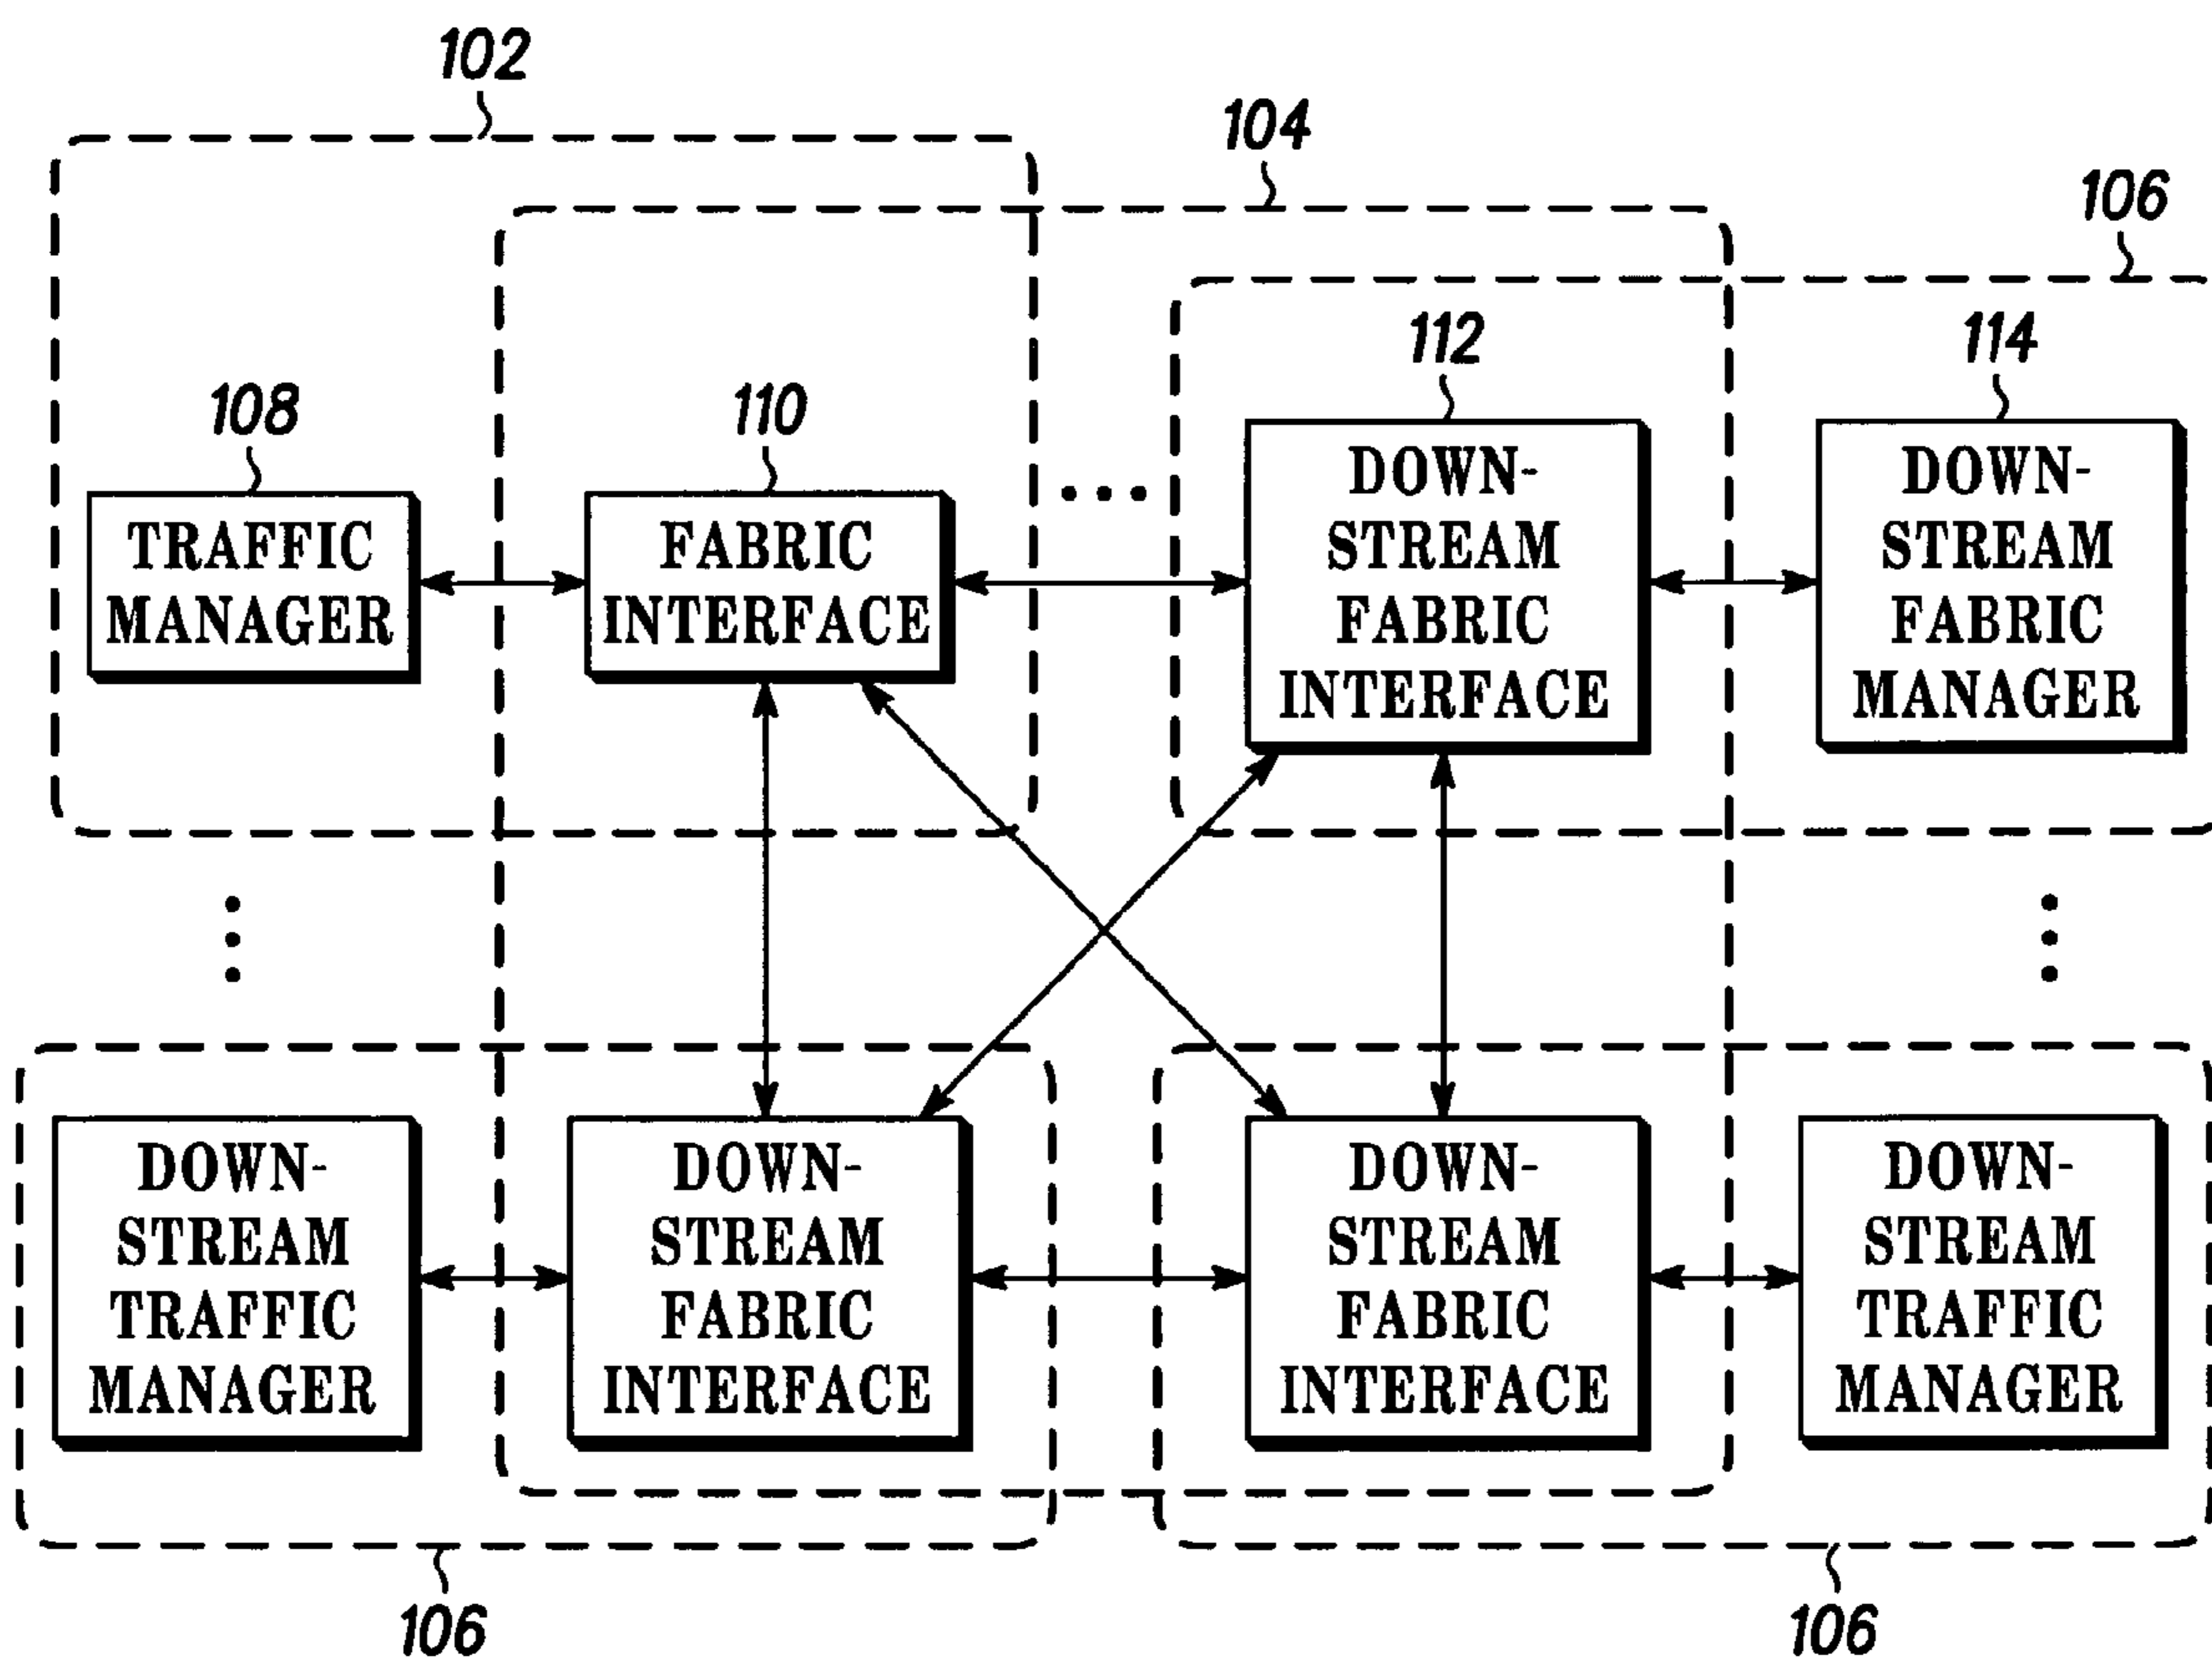 102
104
106
108
110
112
114
TRAFFIC
MANAGER
FABRIC
INTERFACE
DOWN-
STREAM
FABRIC
INTERFACE
DOWN-
STREAM
FABRIC
MANAGER
DOWN-
STREAM
TRAFFIC
MANAGER
DOWN-
STREAM
FABRIC
INTERFACE
DOWN-
STREAM
FABRIC
INTERFACE
DOWN-
STREAM
TRAFFIC
MANAGER
106
106